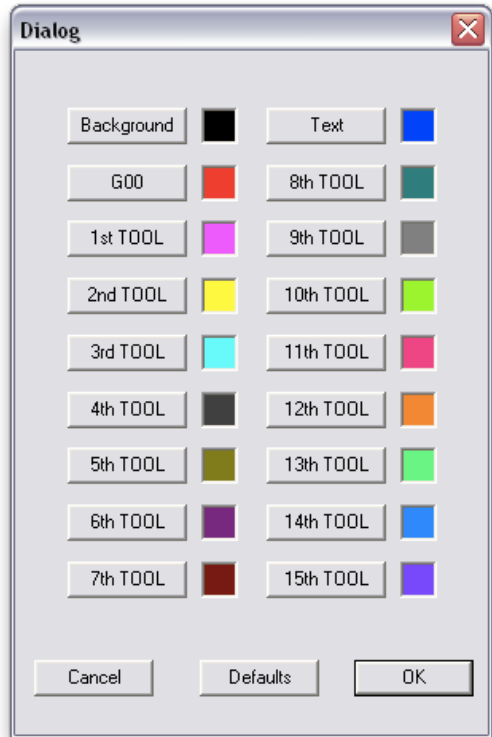 Dialog
Background Text
G00 8th TOOL
1st TOOL 9th TOOL
2nd TOOL 10th TOOL
3rd TOOL 11th TOOL
4th TOOL 12th TOOL
5th TOOL 13th TOOL
6th TOOL 14th TOOL
7th TOOL 15th TOOL
Cancel Defaults OK